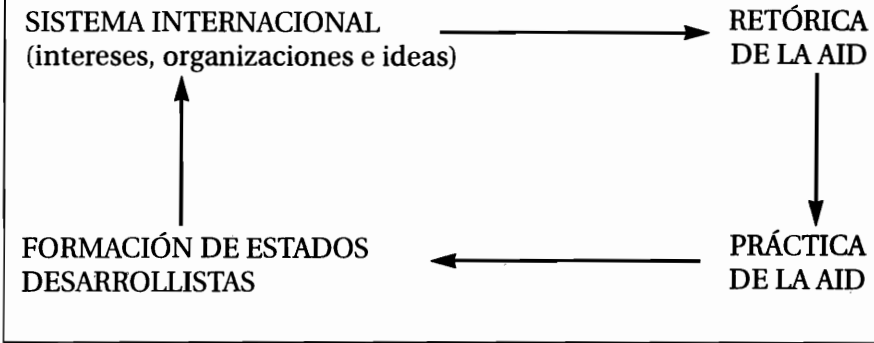 SISTEMA INTERNACIONAL
(intereses, organizaciones e ideas)
RETÓRICA
DE LA AID
FORMACIÓN DE ESTADOS
DESARROLLISTAS
PRÁCTICA
DE LA AID